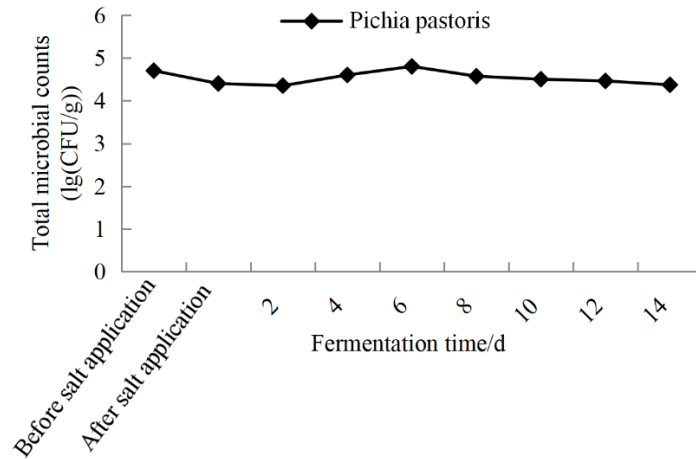 Pichia pastoris
Total microbial counts
(lg(CFU/g))
6
5
4
3
2
1
0
Before salt application
After salt application
2
4
6
8
10
12
14
Fermentation time/d